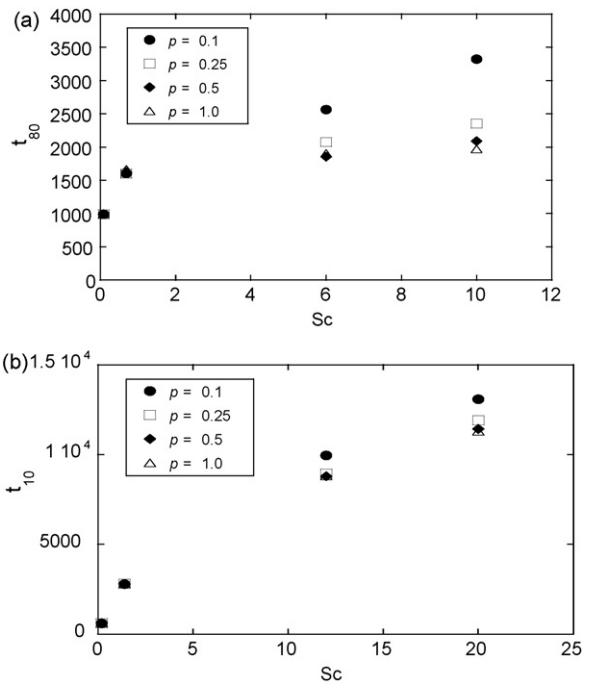 (a)
4000
3500
3000
2500
2000
1500
1000
500
0
t80
p = 0.1
p = 0.25
p = 0.5
p = 1.0
0 2 4 6 8 10 12
Sc
(b)
1.5 10^4
1 10^4
5000
0
t10
p = 0.1
p = 0.25
p = 0.5
p = 1.0
0 5 10 15 20 25
Sc